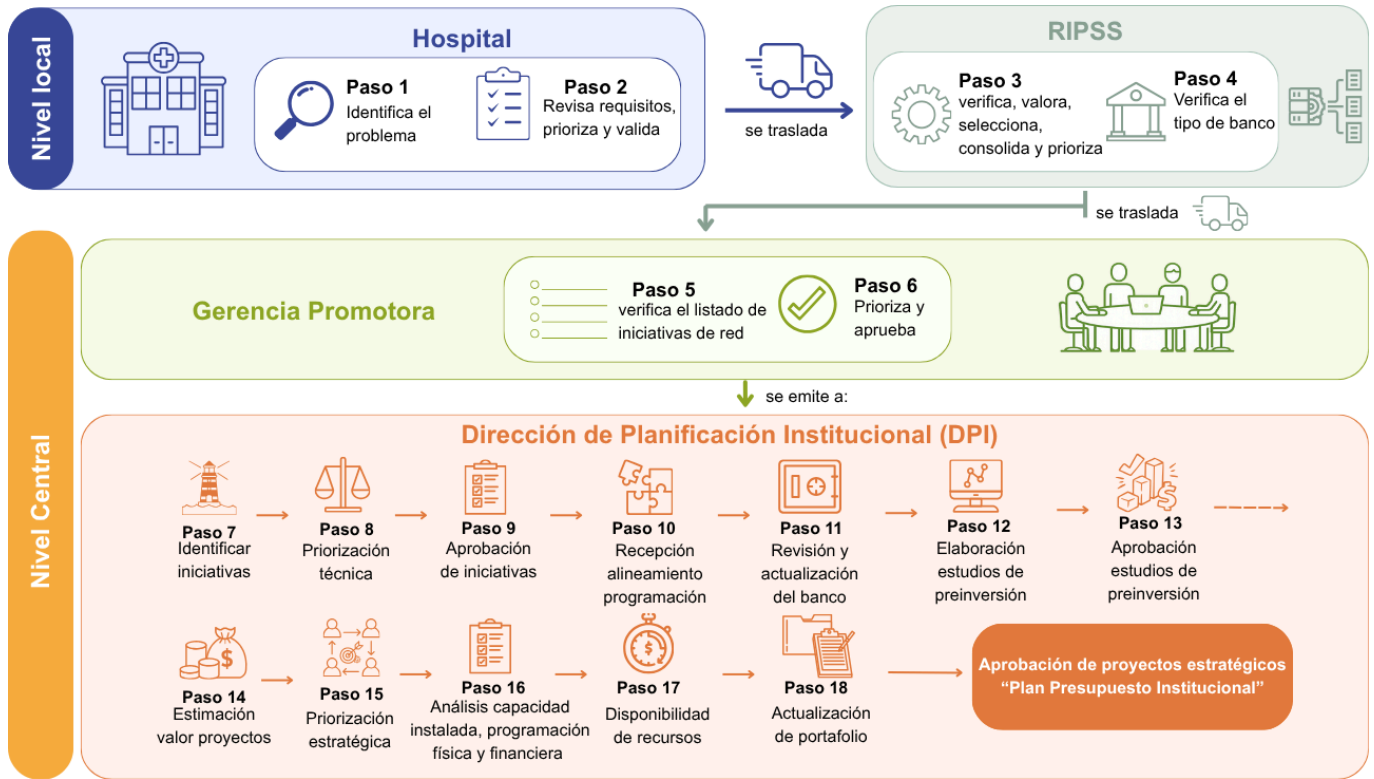 Nivel local
Hospital
Paso 1
Identifica el
problema
Paso 2
Revisa requisitos,
prioriza y valida
se traslada
RIPSS
Paso 3
verifica, valora,
selecciona,
consolida y prioriza
Paso 4
Verifica el
tipo de banco
se traslada
Nivel Central
Gerencia Promotora
Paso 5
verifica el listado de
iniciativas de red
Paso 6
Prioriza y
aprueba
se emite a:
Dirección de Planificación Institucional (DPI)
Paso 7
Identificar
iniciativas
Paso 8
Priorización
técnica
Paso 9
Aprobación
de iniciativas
Paso 10
Recepción
alineamiento
programación
Paso 11
Revisión y
actualización
del banco
Paso 12
Elaboración
estudios de
preinversión
Paso 13
Aprobación
estudios de
preinversión
Paso 14
Estimación
valor proyectos
Paso 15
Priorización
estratégica
Paso 16
Análisis capacidad
instalada, programación
física y financiera
Paso 17
Disponibilidad
de recursos
Paso 18
Actualización
de portafolio
Aprobación de proyectos estratégicos
“Plan Presupuesto Institucional”